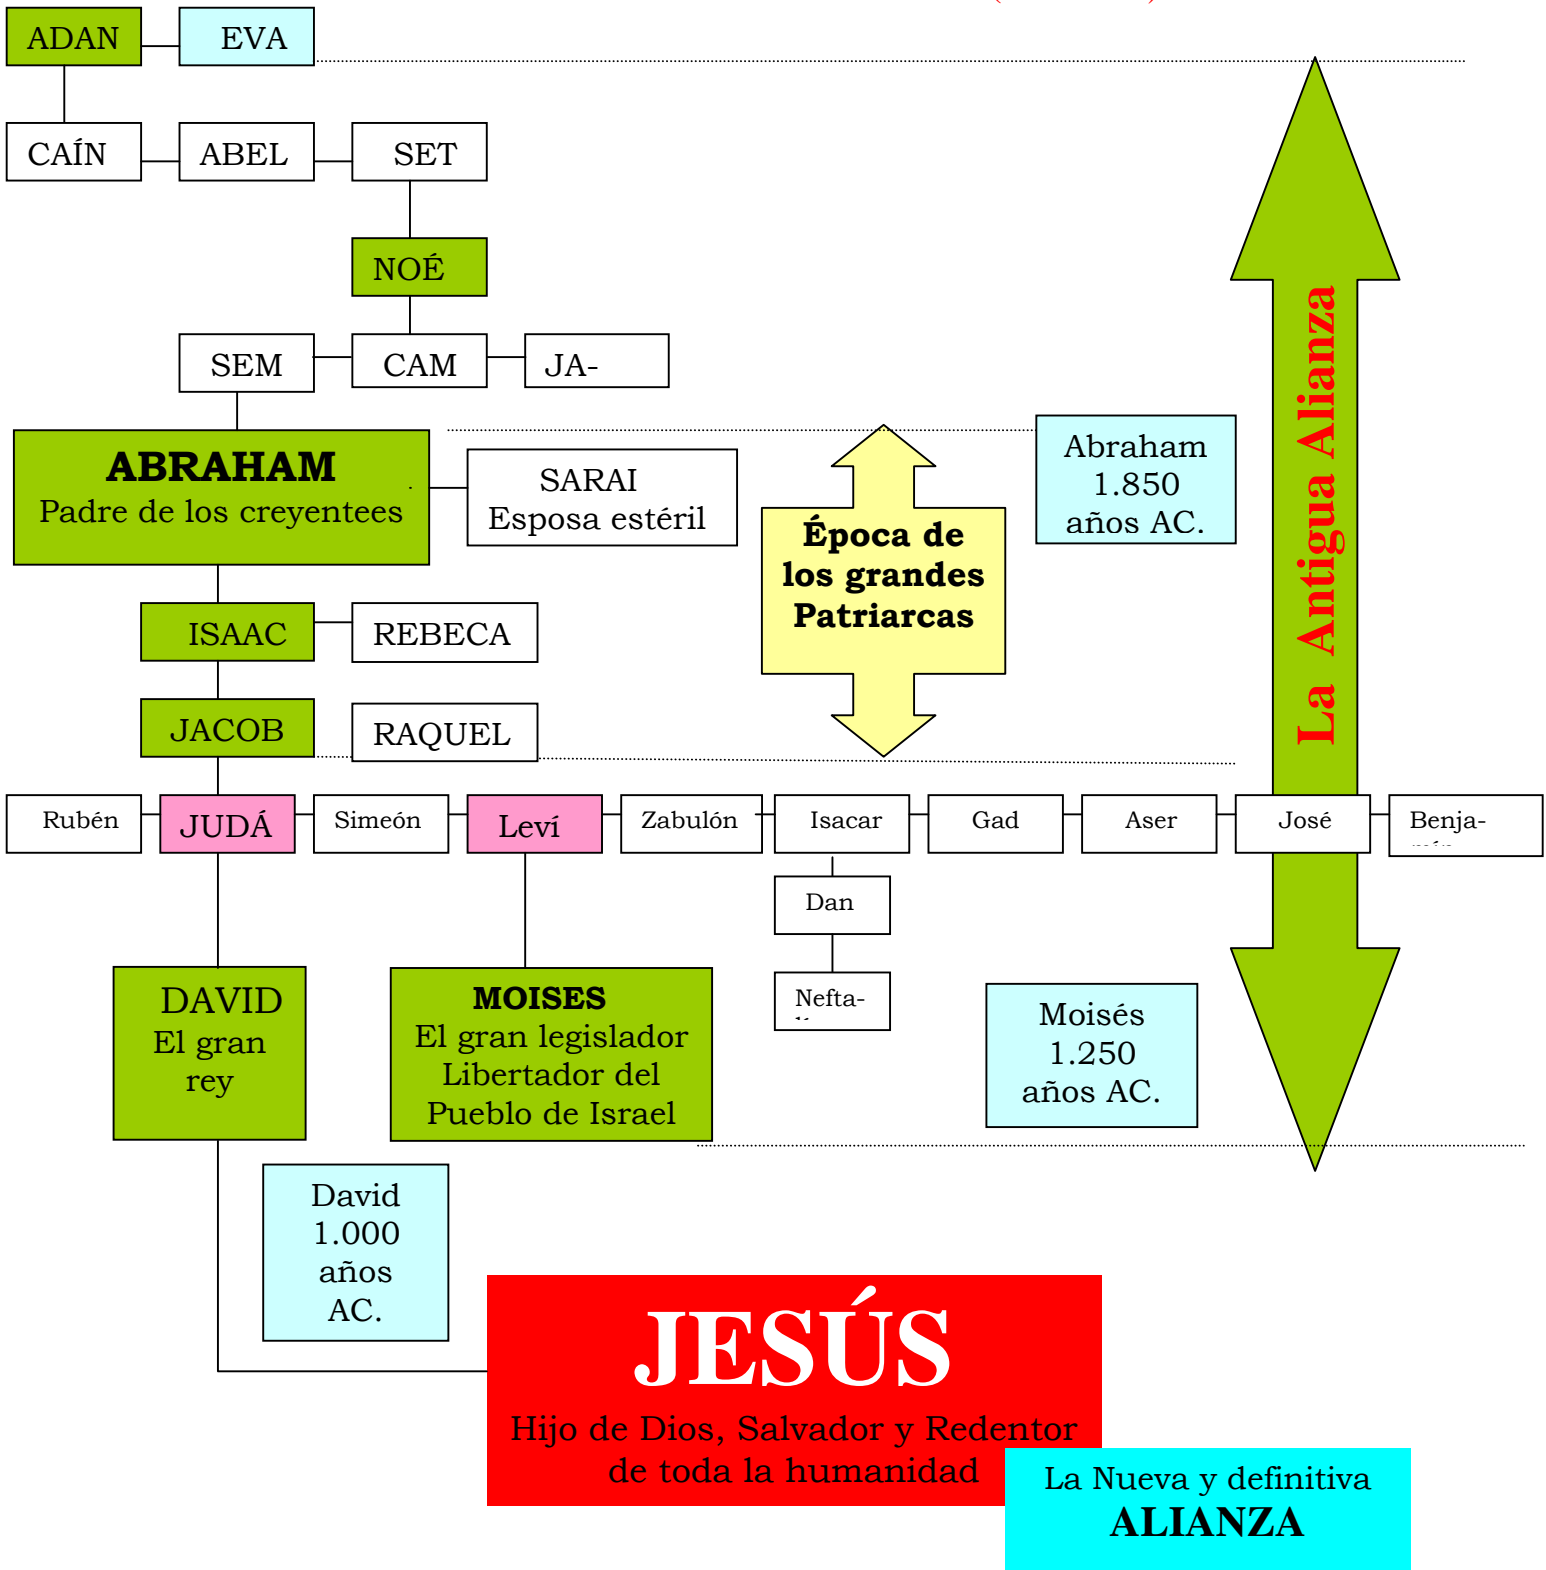 ADAN
EVA
CAÍN
ABEL
SET
NOÉ
SEM
CAM
JA-
ABRAHAM
Padre de los creyentees
.
SARAI
Esposa estéril
Época de
los grandes
Patriarcas
Abraham
1.850
años AC.
La Antigua Alianza
ISAAC
REBECA
JACOB
RAQUEL
Rubén
JUDÁ
Simeón
Leví
Zabulón
Isacar
Gad
Aser
José
Benja-
Dan
Nefta-
DAVID
El gran
rey
MOISES
El gran legislador
Libertador del
Pueblo de Israel
Moisés
1.250
años AC.
David
1.000
años
AC.
JESÚS
Hijo de Dios, Salvador y Redentor
de toda la humanidad
La Nueva y definitiva
ALIANZA